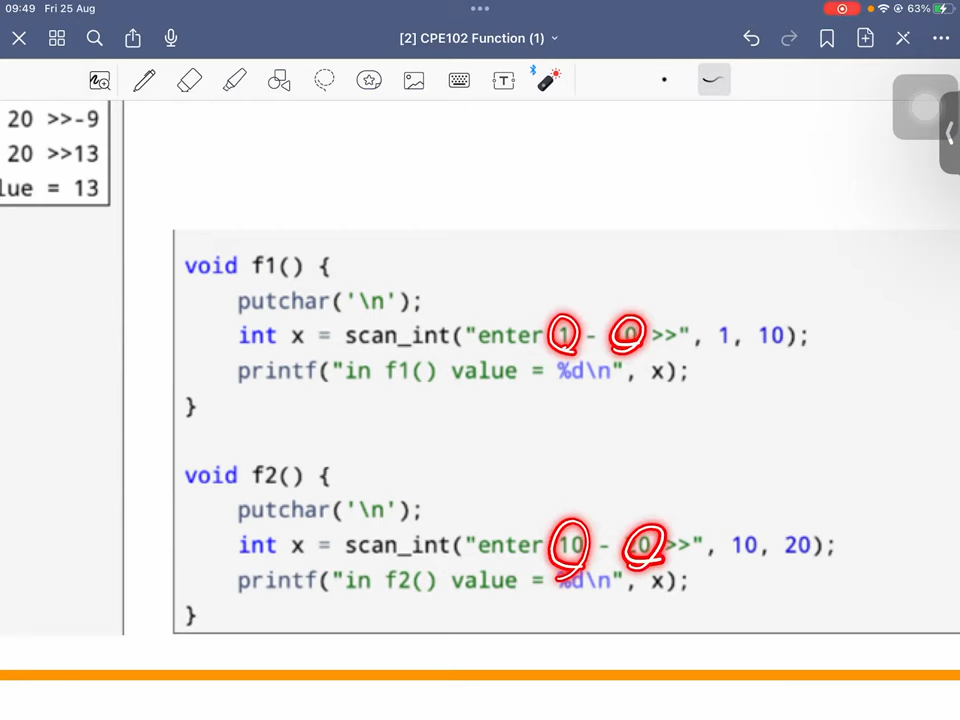 09:49 Fri 25 Aug
63%
[2] CPE102 Function (1)
20 >>-9
20 >>13
lue = 13
void f1() {
putchar('\n');
int x = scan_int("enter 1 - 10 >>", 1, 10);
printf("in f1() value = %d\n", x);
}
void f2() {
putchar('\n');
int x = scan_int("enter 10 - 20 >>", 10, 20);
printf("in f2() value = %d\n", x);
}